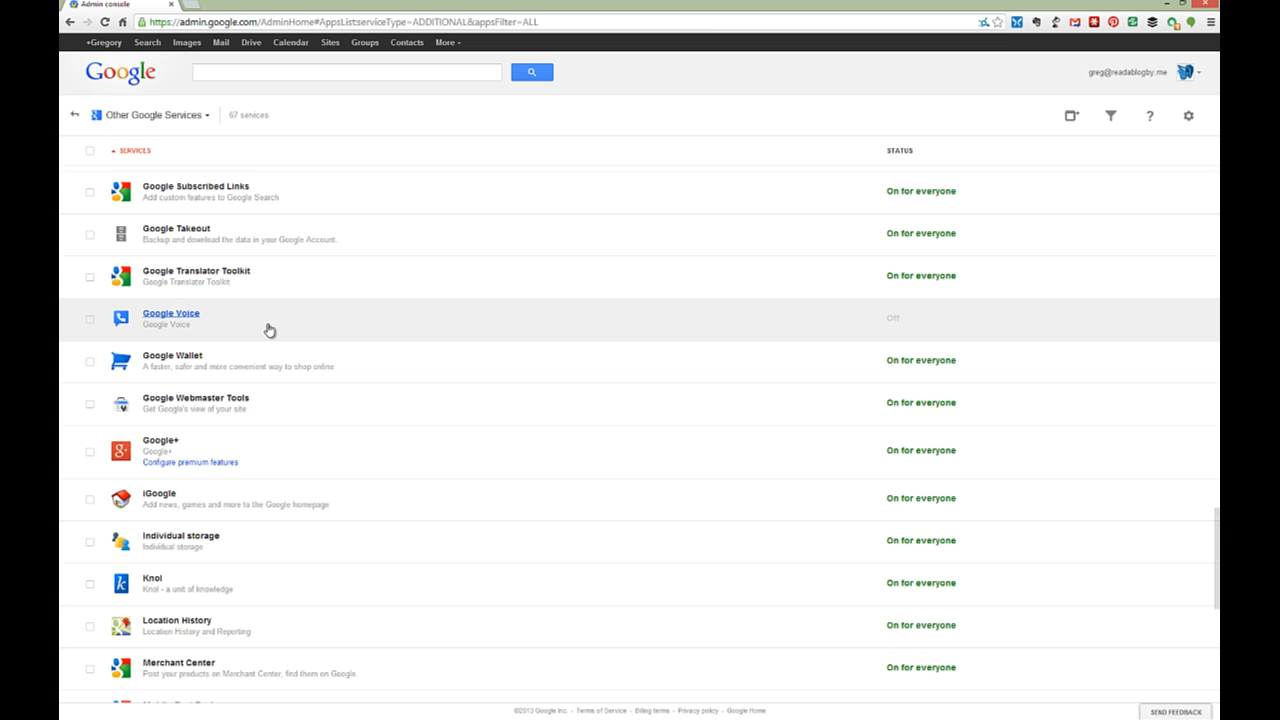 Admin console
https://admin.google.com/AdminHome#AppsList:serviceType=ADDITIONAL&appsFilter=ALL
+Gregory Search Images Mail Drive Calendar Sites Groups Contacts More
Google
greg@readablogby.me
Other Google Services
67 services
SERVICES STATUS
Google Subscribed Links
Add custom features to Google Search
On for everyone
Google Takeout
Backup and download the data in your Google Account.
On for everyone
Google Translator Toolkit
Google Translator Toolkit
On for everyone
Google Voice
Google Voice
Off
Google Wallet
A faster, safer and more convenient way to shop online
On for everyone
Google Webmaster Tools
Get Google's view of your site
On for everyone
Google+
Google+
Configure premium features
On for everyone
iGoogle
Add news, games and more to the Google homepage
On for everyone
Individual storage
Individual storage
On for everyone
Knol
Knol - a unit of knowledge
On for everyone
Location History
Location History and Reporting
On for everyone
Merchant Center
Post your products on Merchant Center, find them on Google
On for everyone
©2013 Google Inc. - Terms of Service - Billing terms - Privacy policy - Google Home
SEND FEEDBACK